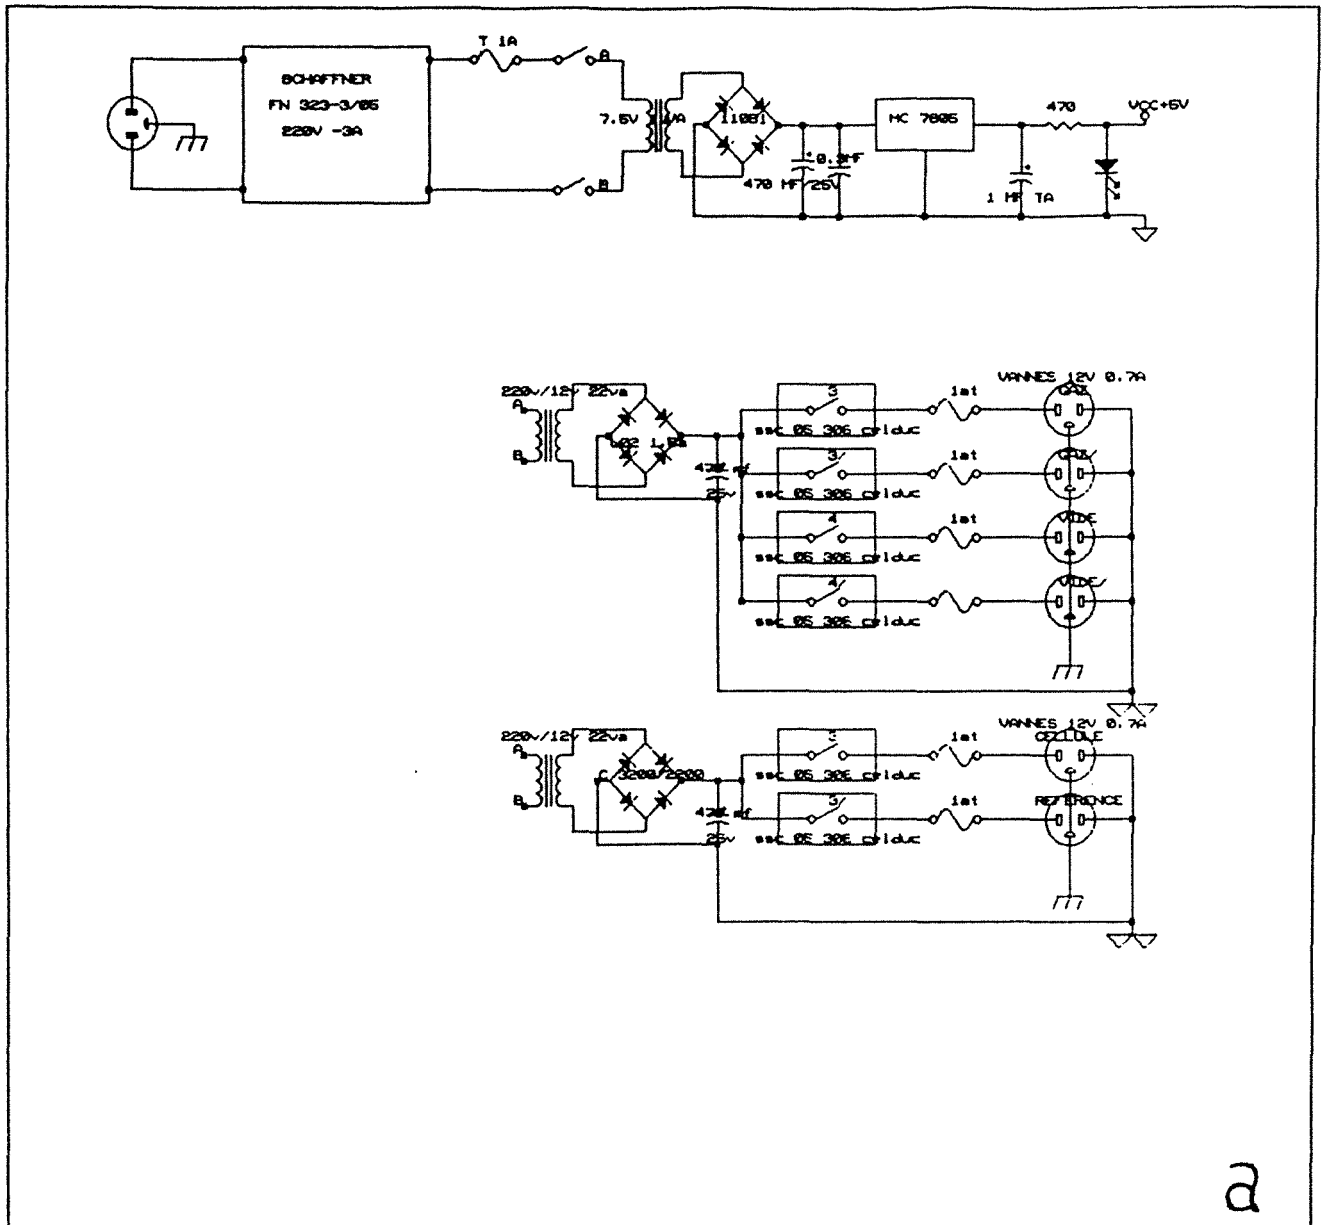 T 1A
A
SCHAFFNER
FN 323-3/05
220V -3A
7.5V
110B1
MC 7805
470
VCC+5V
470 MF/25V
1 MF TA
B
VANNES 12V 0.7A
220v/12v 22va
A
B
3
GAZ
1at
ssc 05 306 celduc
25v
3
GAZ/
1at
ssc 05 306 celduc
4
VIDE
1at
ssc 05 306 celduc
4
VIDE/
ssc 05 306 celduc
VANNES 12V 0.7A
220v/12v 22va
A
B
C 3200/2200
25v
3
CELLULE
1at
ssc 05 306 celduc
3
REFERENCE
1at
ssc 05 306 celduc
a